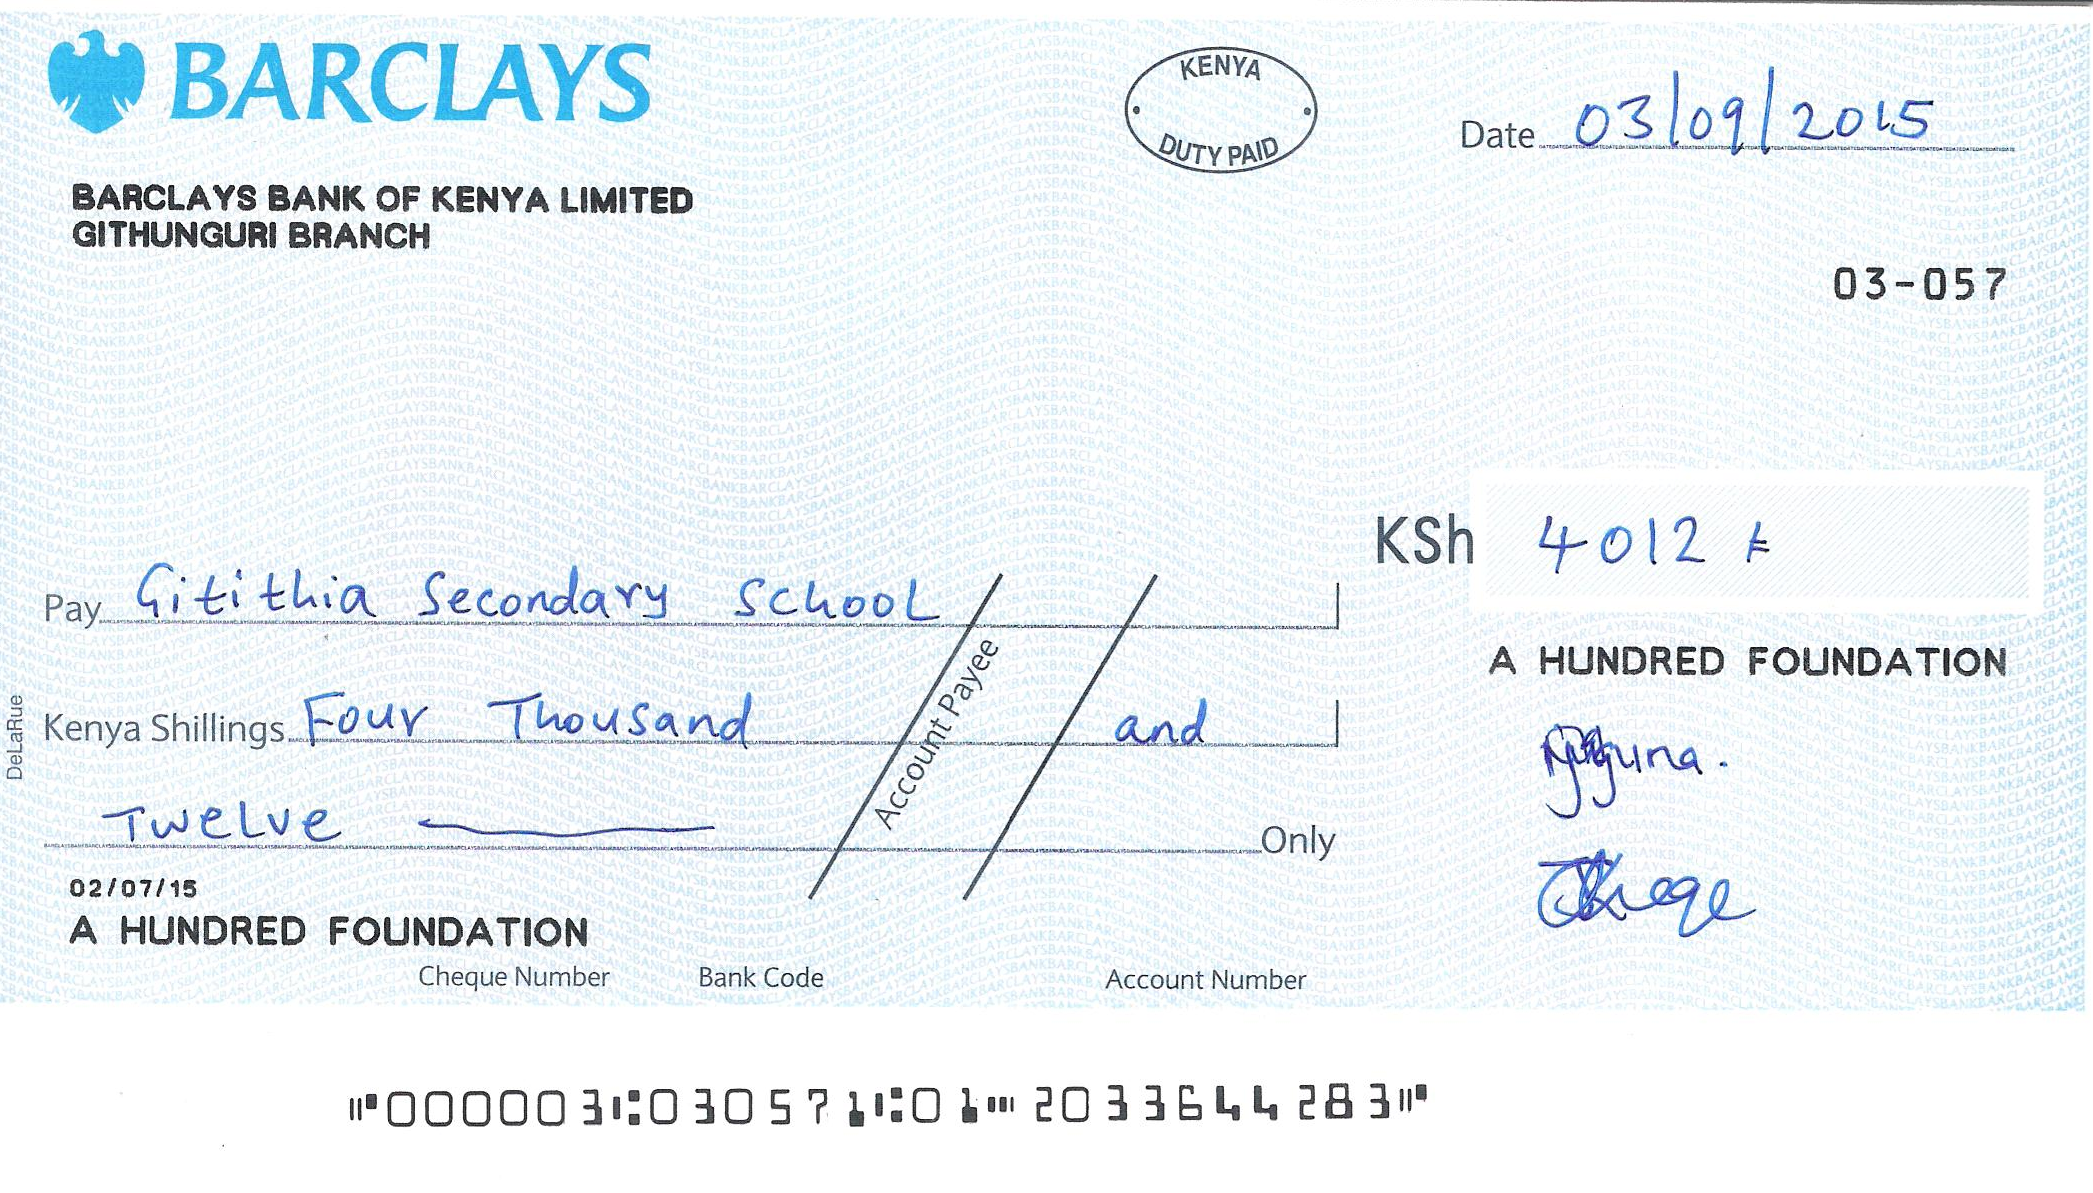 BARCLAYS
KENYA
DUTY PAID
Date 03/09/2015
BARCLAYS BANK OF KENYA LIMITED
GITHUNGURI BRANCH
03-057
KSh 4012
Pay Gitithia Secondary School
A HUNDRED FOUNDATION
Account Payee
Kenya Shillings Four Thousand and
Twelve Only
Njuguna.
DeLaRue
02/07/15
A HUNDRED FOUNDATION
Cheque Number Bank Code Account Number
⑈000003⑆030571⑆01⑉2033644283⑈